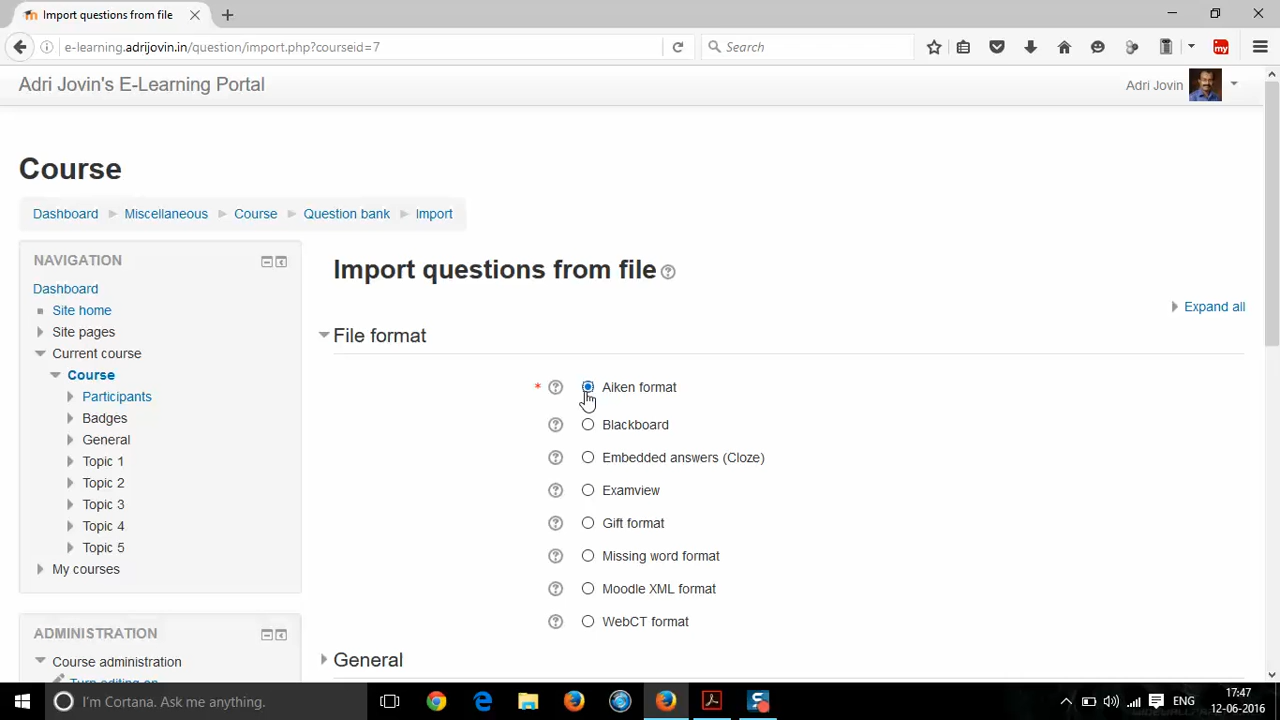 Import questions from file
e-learning.adrijovin.in/question/import.php?courseid=7
Search
my
Adri Jovin's E-Learning Portal
Adri Jovin
Course
Dashboard
Miscellaneous
Course
Question bank
Import
NAVIGATION
Dashboard
Site home
Site pages
Current course
Course
Participants
Badges
General
Topic 1
Topic 2
Topic 3
Topic 4
Topic 5
My courses
ADMINISTRATION
Course administration
Turn editing on
Import questions from file
Expand all
File format
* Aiken format
Blackboard
Embedded answers (Cloze)
Examview
Gift format
Missing word format
Moodle XML format
WebCT format
General
I'm Cortana. Ask me anything.
ENG
17:47
12-06-2016